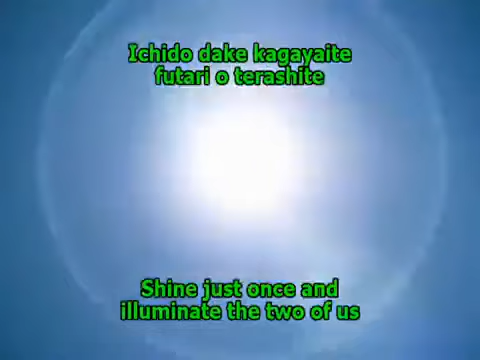 Ichido dake kagayaite
futari o terashite
Shine just once and
illuminate the two of us